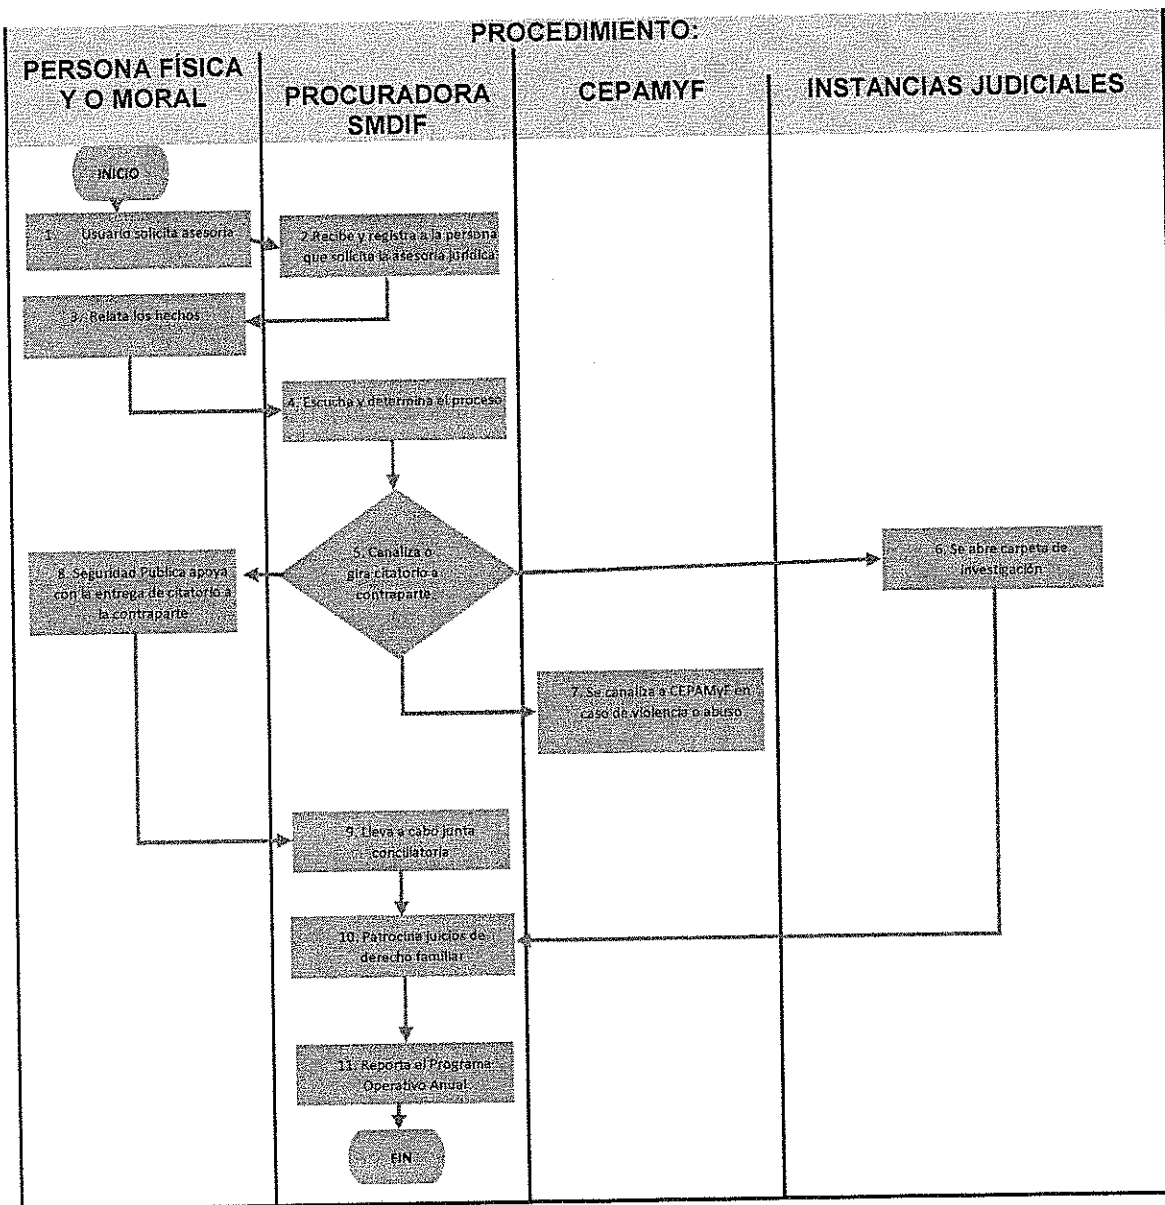 PROCEDIMIENTO:
PERSONA FÍSICA
Y O MORAL
PROCURADORA
SMDIF
CEPAMYF
INSTANCIAS JUDICIALES
INICIO
1. Usuario solicita asesoría
2.Recibe y registra a la persona
que solicita la asesoría jurídica
3. Relata los hechos
4. Escucha y determina el proceso
5. Canaliza o
gira citatorio a
contraparte
6. Se abre carpeta de
investigación
7. Se canaliza a CEPAMyF en
caso de violencia o abuso
8. Seguridad Publica apoya
con la entrega de citatorio a
la contraparte
9. Lleva a cabo junta
conciliatoria
10. Patrocina juicios de
derecho familiar
11. Reporta el Programa
Operativo Anual
FIN